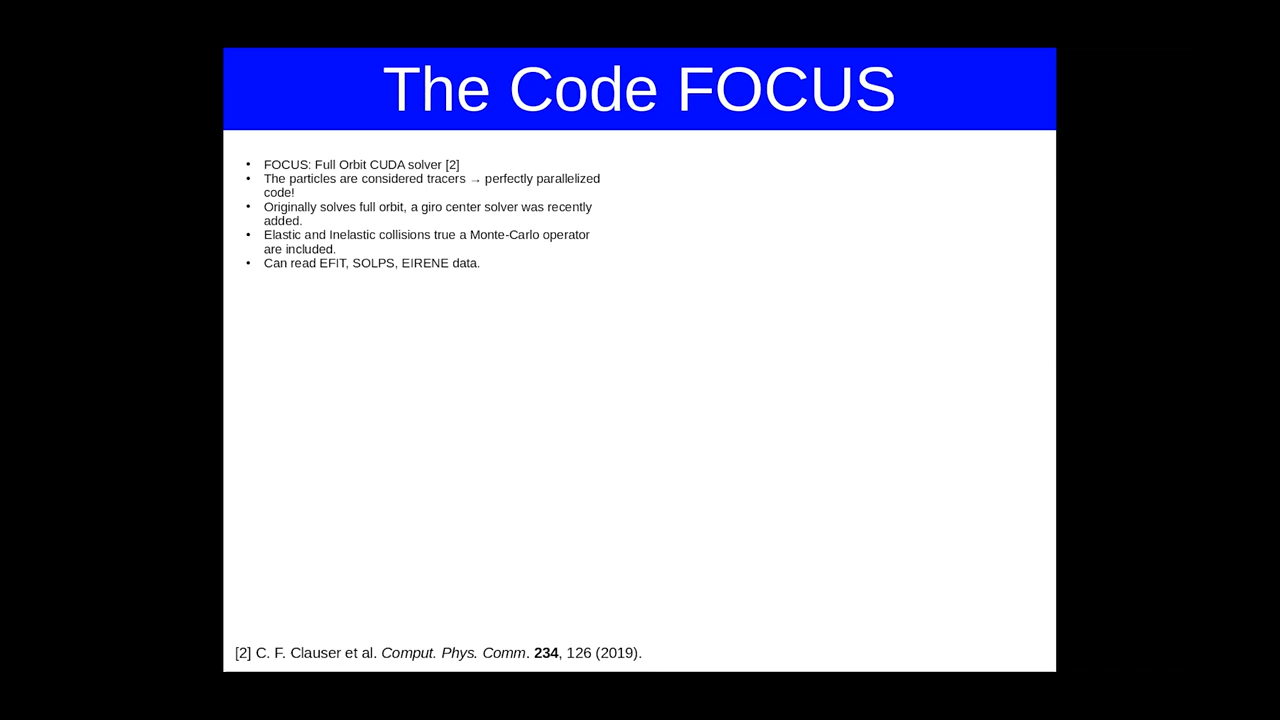 The Code FOCUS
• FOCUS: Full Orbit CUDA solver [2]
• The particles are considered tracers → perfectly parallelized
code!
• Originally solves full orbit, a giro center solver was recently
added.
• Elastic and Inelastic collisions true a Monte-Carlo operator
are included.
• Can read EFIT, SOLPS, EIRENE data.
[2] C. F. Clauser et al. Comput. Phys. Comm. 234, 126 (2019).